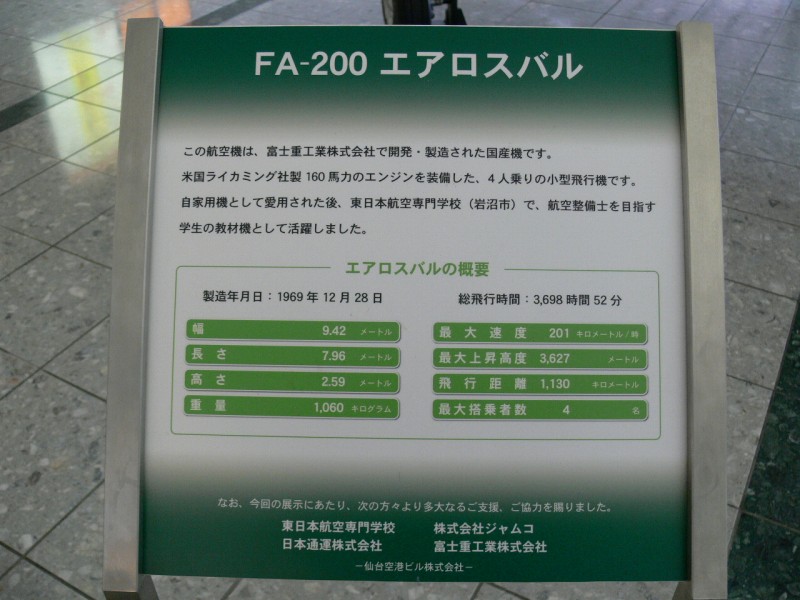 FA-200 エアロスバル
この航空機は、富士重工業株式会社で開発・製造された国産機です。
米国ライカミング社製 160 馬力のエンジンを装備した、4 人乗りの小型飛行機です。
自家用機として愛用された後、東日本航空専門学校（岩沼市）で、航空整備士を目指す
学生の教材機として活躍しました。
エアロスバルの概要
製造年月日：1969 年 12 月 28 日
総飛行時間：3,698 時間 52 分
幅 9.42 メートル
長さ 7.96 メートル
高さ 2.59 メートル
重量 1,060 キログラム
最大速度 201 キロメートル / 時
最大上昇高度 3,627 メートル
飛行距離 1,130 キロメートル
最大搭乗者数 4 名
なお、今回の展示にあたり、次の方々より多大なるご支援、ご協力を賜りました。
東日本航空専門学校 株式会社ジャムコ
日本通運株式会社 富士重工業株式会社
－仙台空港ビル株式会社－